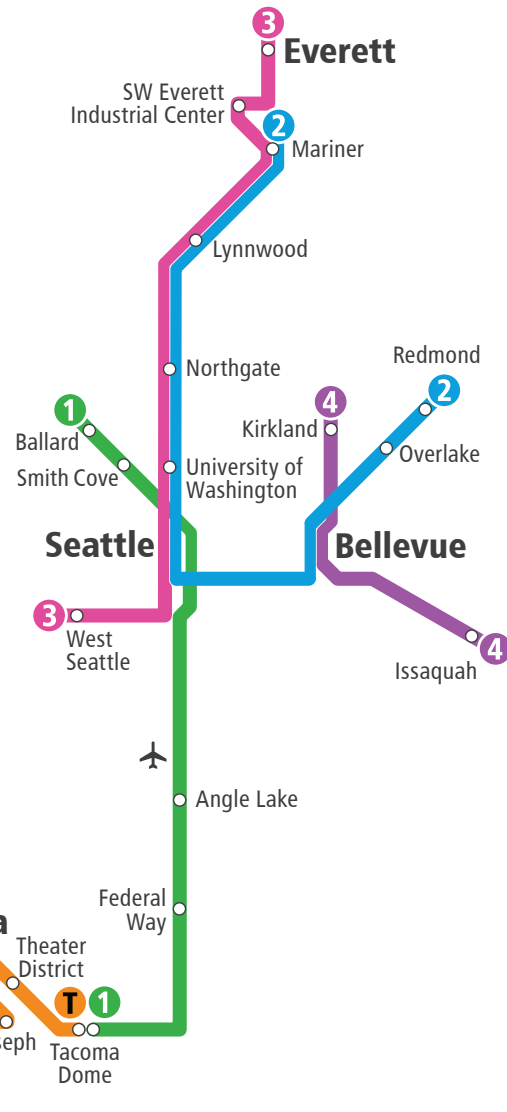 3
Everett
SW Everett
Industrial Center
2
Mariner
Lynnwood
Northgate
Redmond
1
4
2
Ballard
Kirkland
Overlake
Smith Cove
University of
Washington
Seattle
Bellevue
3
West
Seattle
4
Issaquah
Angle Lake
Federal
Way
a
Theater
District
T
1
seph
Tacoma
Dome